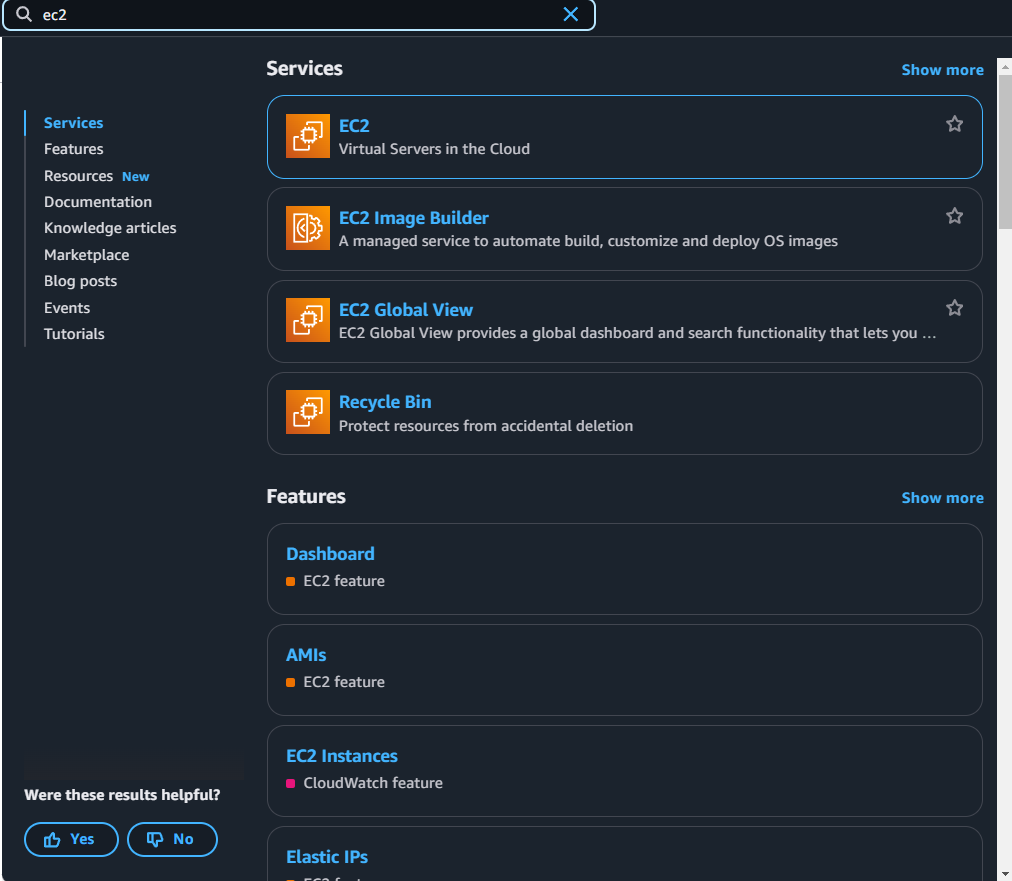 ec2
Services
Show more
Services
Features
Resources New
Documentation
Knowledge articles
Marketplace
Blog posts
Events
Tutorials
EC2
Virtual Servers in the Cloud
EC2 Image Builder
A managed service to automate build, customize and deploy OS images
EC2 Global View
EC2 Global View provides a global dashboard and search functionality that lets you …
Recycle Bin
Protect resources from accidental deletion
Features
Show more
Dashboard
EC2 feature
AMIs
EC2 feature
EC2 Instances
CloudWatch feature
Elastic IPs
Were these results helpful?
Yes
No